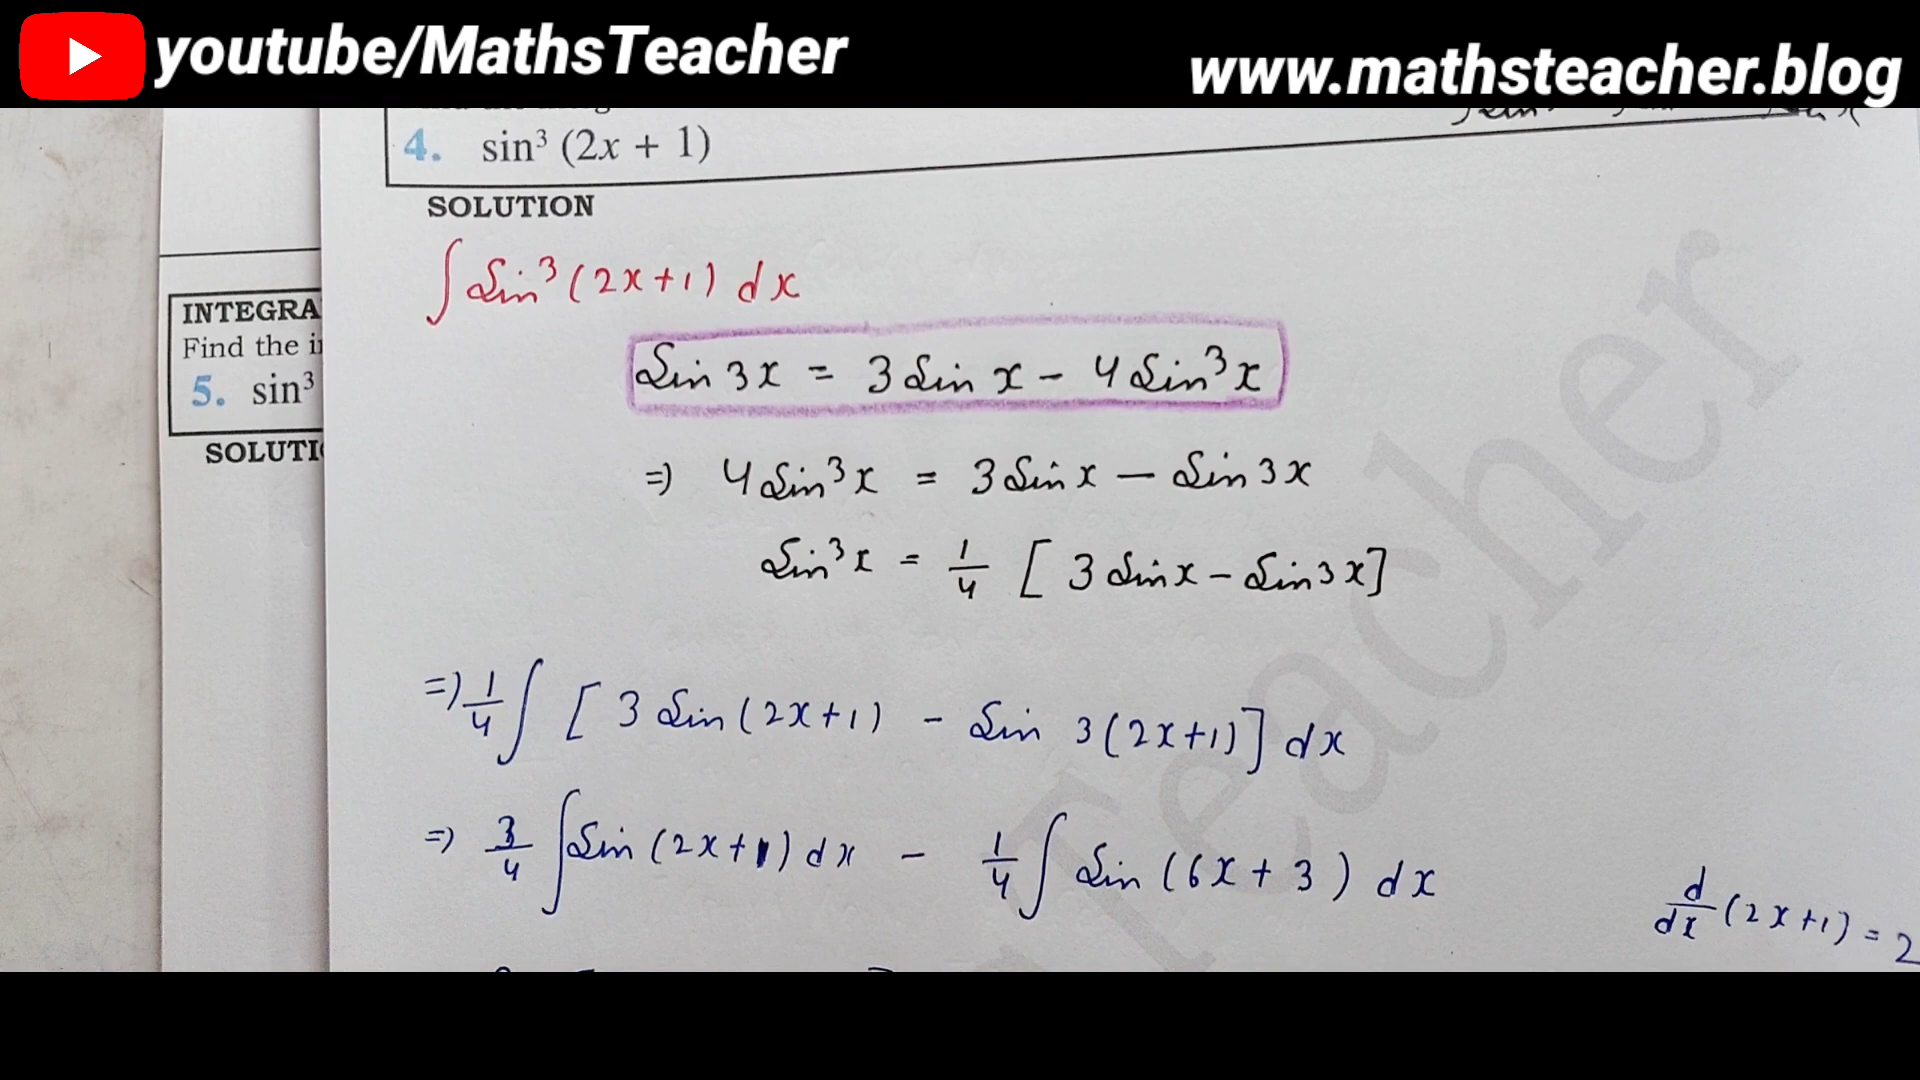 youtube/MathsTeacher
www.mathsteacher.blog
4. sin³ (2x + 1)
SOLUTION
∫ Sin³ (2x+1) dx
Sin 3x = 3 Sin x - 4 Sin³x
=) 4 Sin³x = 3 Sin x - Sin 3x
Sin³x = 1/4 [ 3 Sin x - Sin 3x ]
=) 1/4 ∫ [ 3 Sin (2x+1) - Sin 3(2x+1) ] dx
=) 3/4 ∫ Sin (2x+1) dx - 1/4 ∫ Sin (6x+3) dx
d/dx (2x+1) = 2
INTEGRA
Find the i
5. sin³
SOLUTI
Teacher